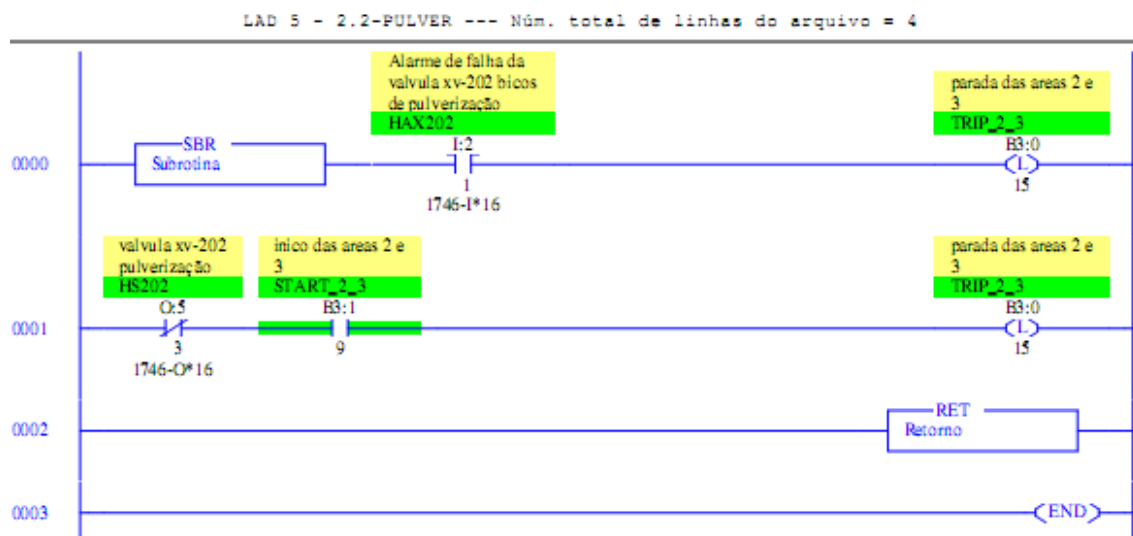 LAD 5 - 2.2-PULVER --- Núm. total de linhas do arquivo = 4
Alarme de falha da
valvula xv-202 bicos
de pulverização
HAX202
parada das areas 2 e
3
TRIP_2_3
0000
SBR
Subrotina
I:2
1
1746-I*16
B3:0
L
15
valvula xv-202
pulverização
HS202
inico das areas 2 e
3
START_2_3
parada das areas 2 e
3
TRIP_2_3
0001
O:5
3
1746-O*16
B3:1
9
B3:0
L
15
0002
RET
Retorno
0003
END